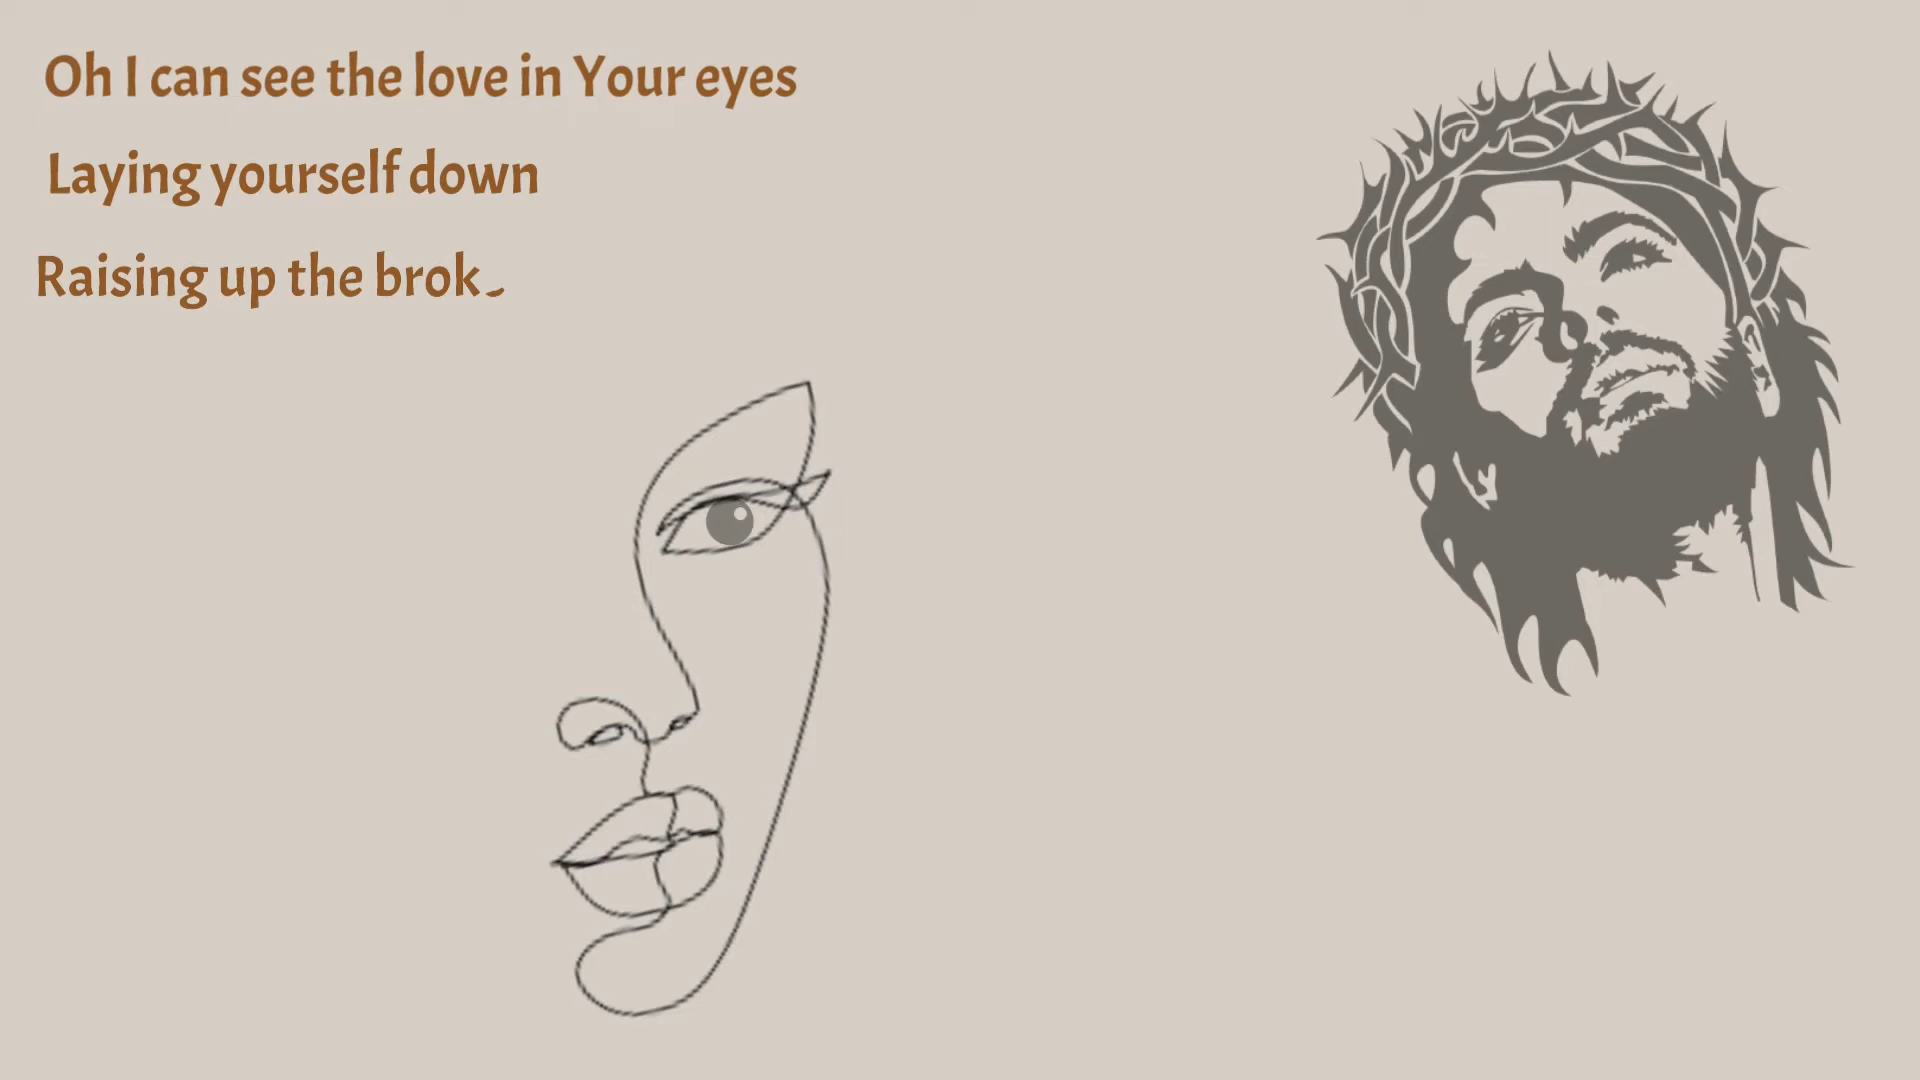 Oh I can see the love in Your eyes
Laying yourself down
Raising up the brok